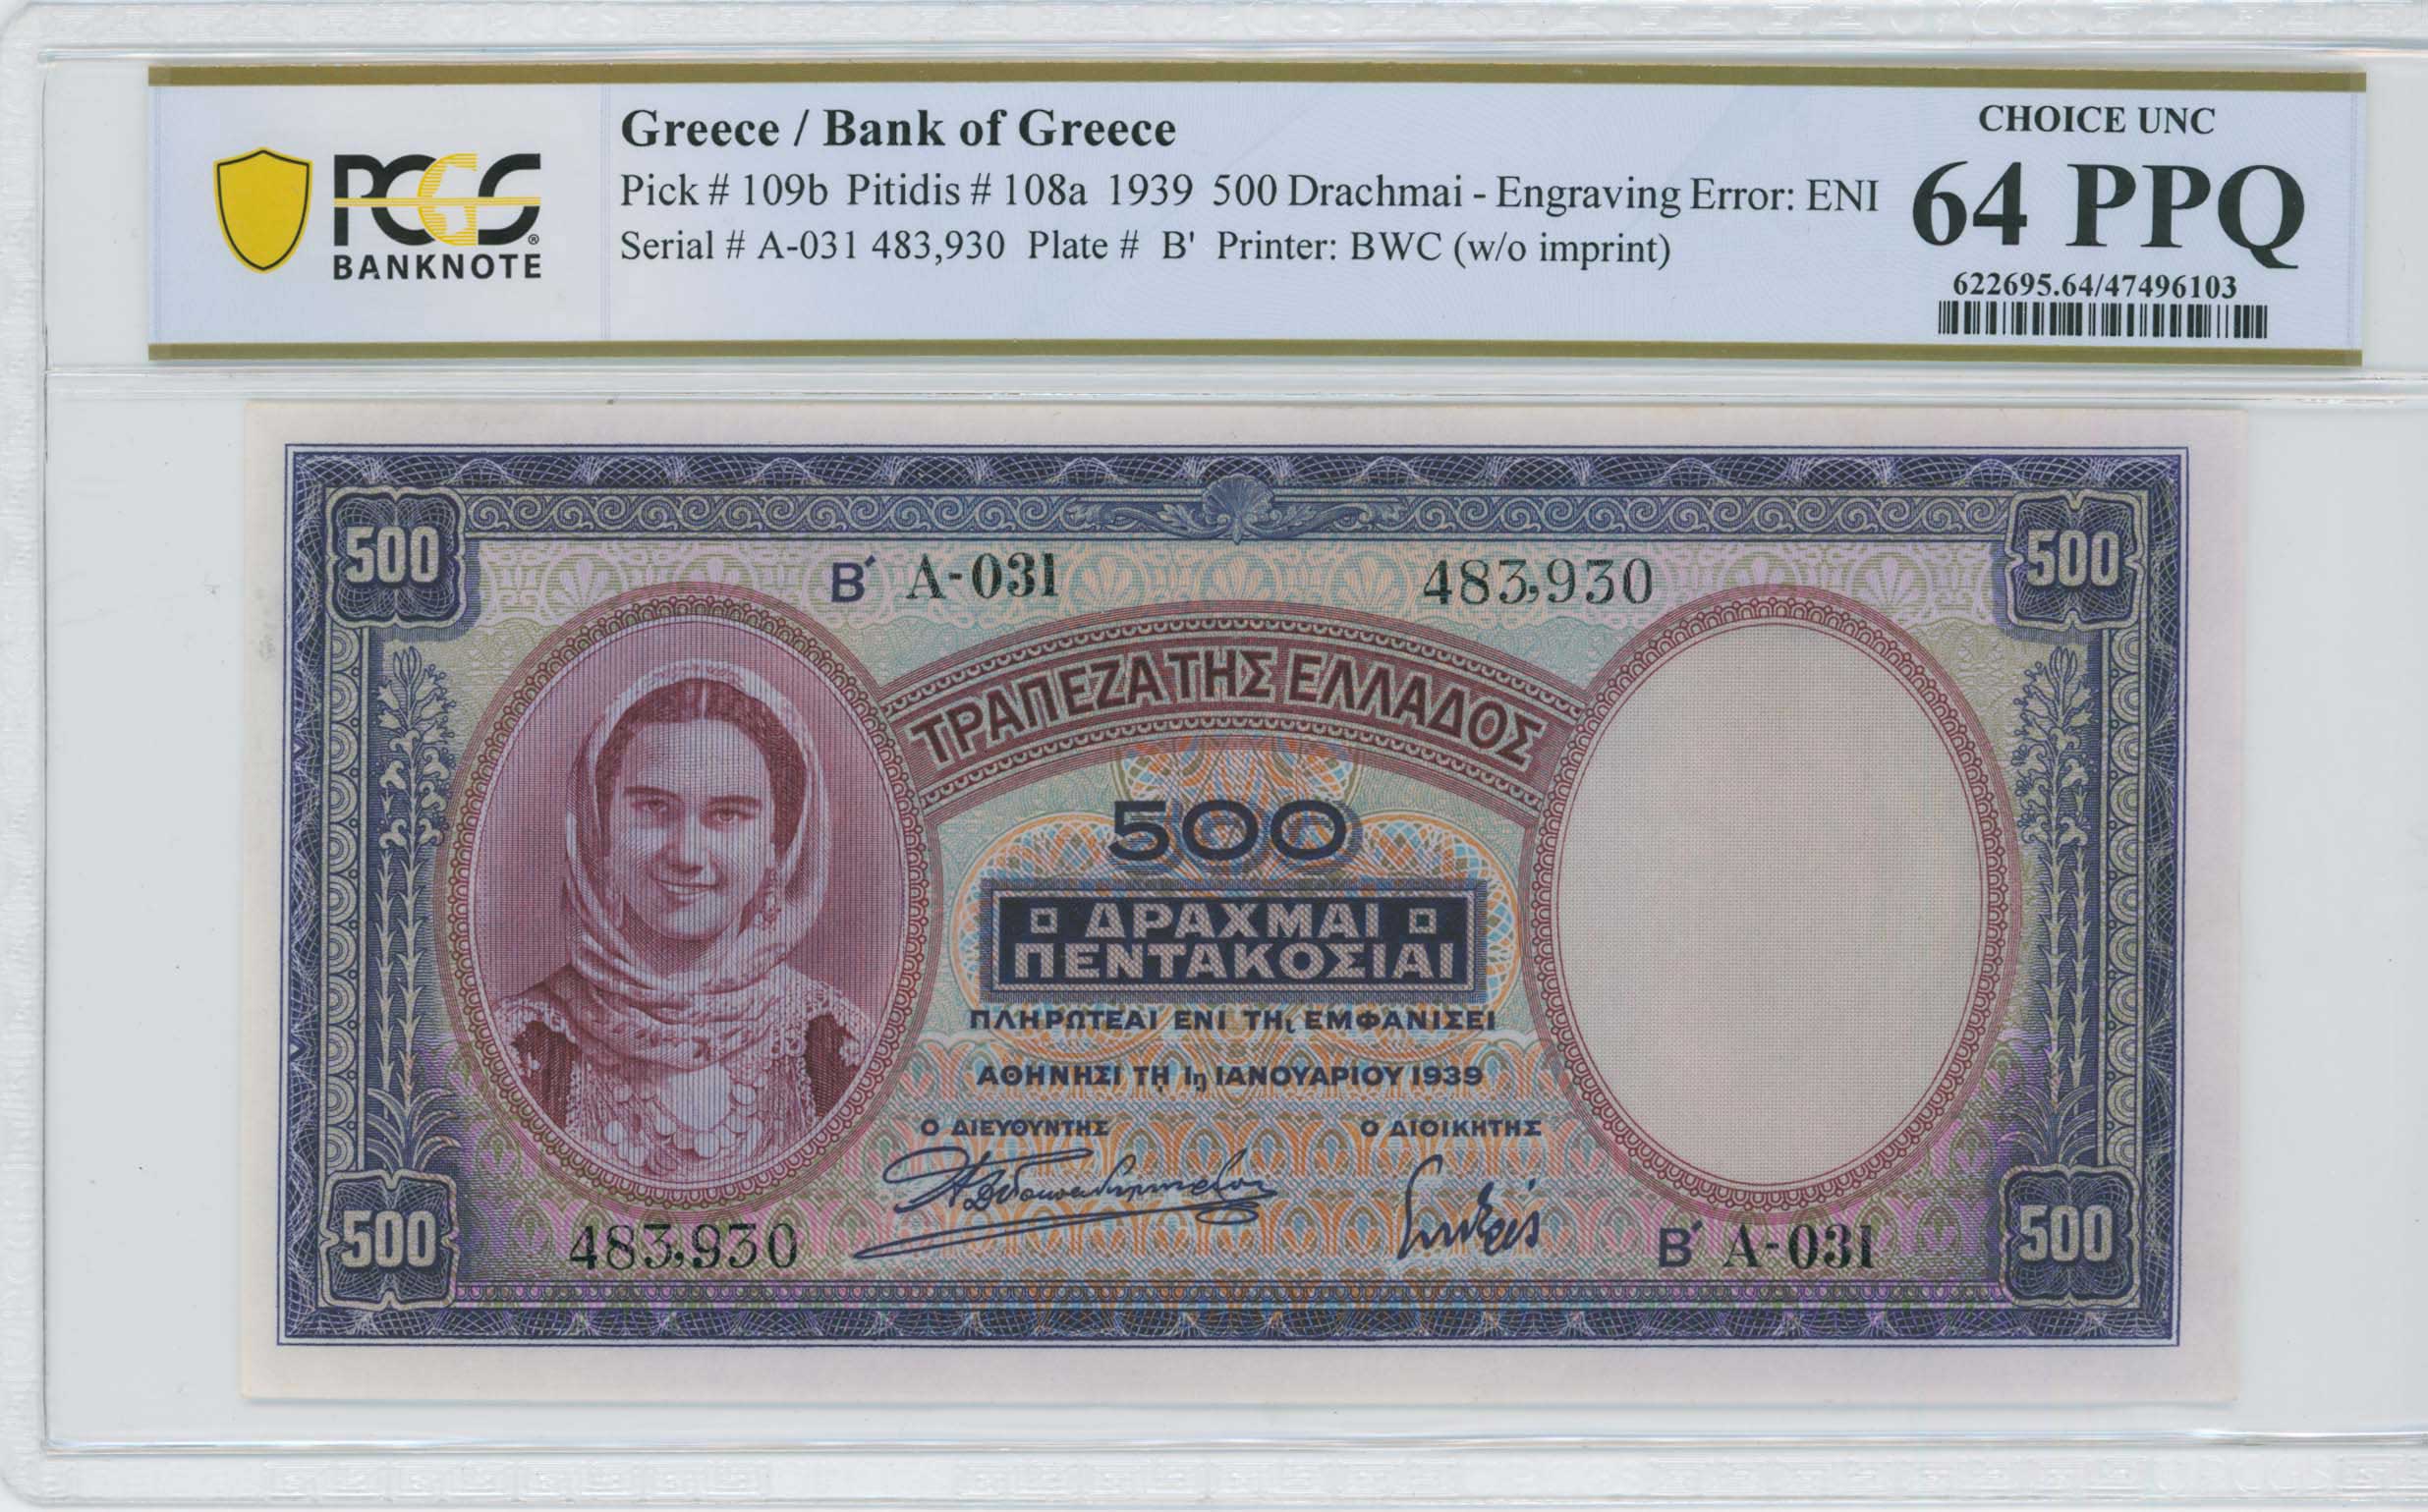 PCGS
BANKNOTE
Greece / Bank of Greece
Pick # 109b Pitidis # 108a 1939 500 Drachmai - Engraving Error: ENI
Serial # A-031 483,930 Plate # B' Printer: BWC (w/o imprint)
CHOICE UNC
64 PPQ
622695.64/47496103
500
500
Β΄ Α-031
483,930
ΤΡΑΠΕΖΑ ΤΗΣ ΕΛΛΑΔΟΣ
500
ΔΡΑΧΜΑΙ
ΠΕΝΤΑΚΟΣΙΑΙ
ΠΛΗΡΩΤΕΑΙ ΕΝΙ ΤΗι ΕΜΦΑΝΙΣΕΙ
ΑΘΗΝΗΣΙ ΤΗ 1η ΙΑΝΟΥΑΡΙΟΥ 1939
Ο ΔΙΕΥΘΥΝΤΗΣ
Ο ΔΙΟΙΚΗΤΗΣ
500
483,930
Β΄ Α-031
500